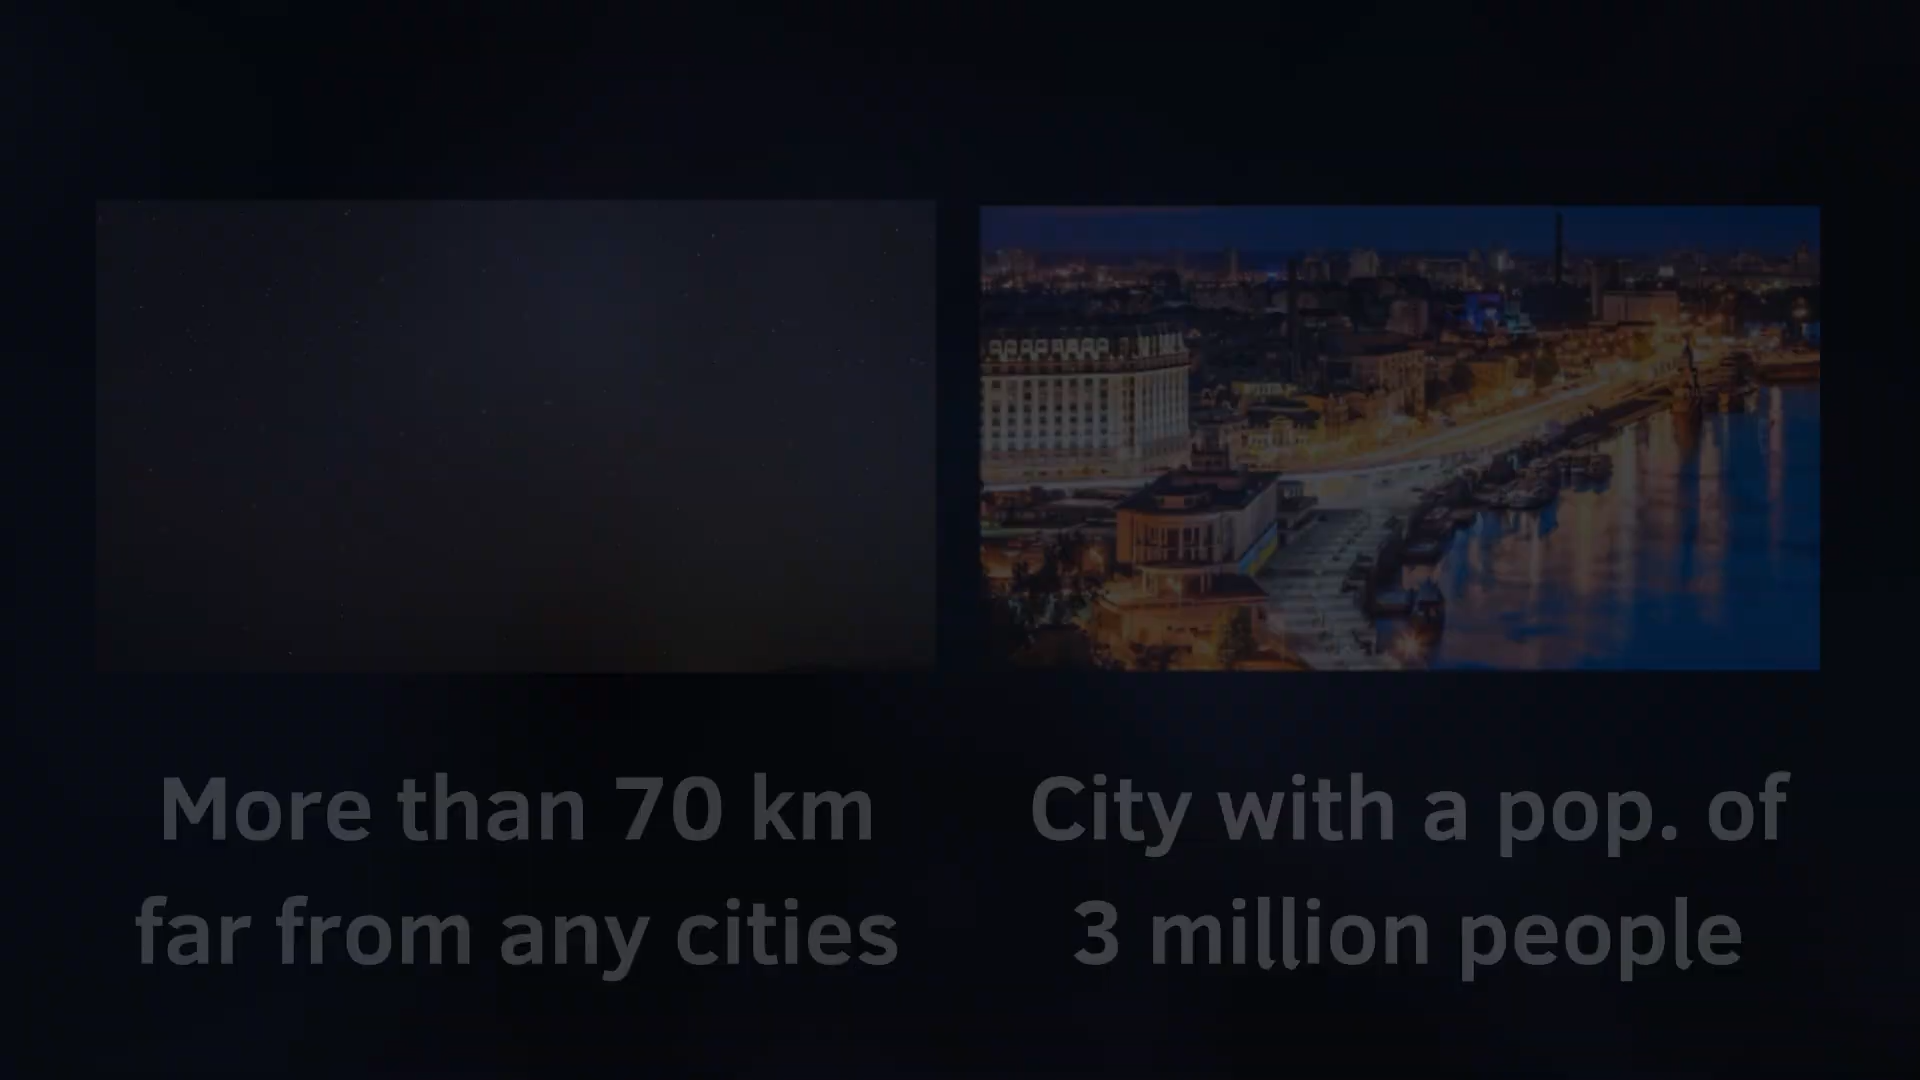 More than 70 km
far from any cities
City with a pop. of
3 million people